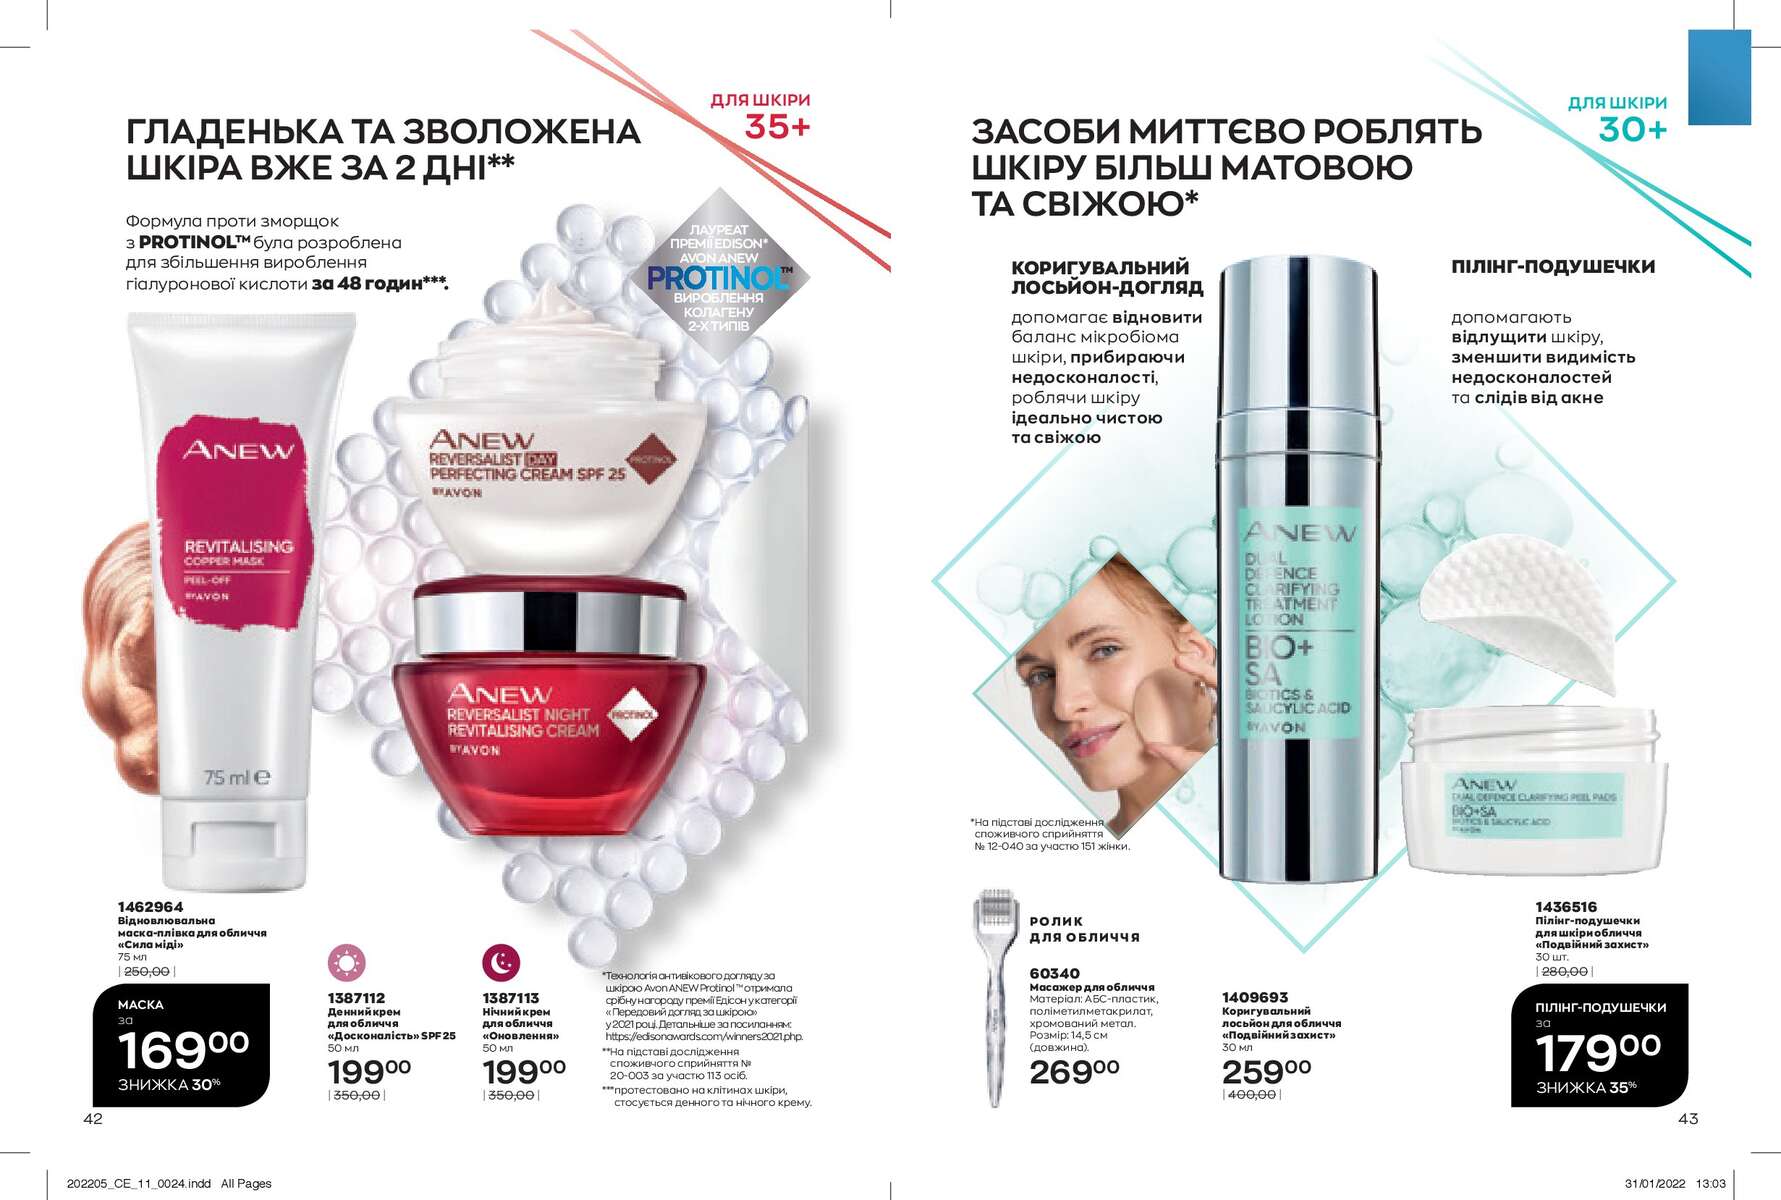 ДЛЯ ШКІРИ
35+
ГЛАДЕНЬКА ТА ЗВОЛОЖЕНА
ШКІРА ВЖЕ ЗА 2 ДНІ**
Формула проти зморщок
з PROTINOL™ була розроблена
для збільшення вироблення
гіалуронової кислоти за 48 годин***.
ЛАУРЕАТ
ПРЕМІЇ EDISON*
AVON ANEW
PROTINOL™
ВИРОБЛЕННЯ
КОЛАГЕНУ
2-Х ТИПІВ
ANEW
REVITALISING
COPPER MASK
PEEL-OFF
BY AVON
75 ml e
ANEW
REVERSALIST DAY
PERFECTING CREAM SPF 25
BY AVON
PROTINOL
ANEW
REVERSALIST NIGHT
REVITALISING CREAM
BY AVON
PROTINOL
1462964
Відновлювальна
маска-плівка для обличчя
«Сила міді»
75 мл
| 250,00 |
МАСКА
за
16900
ЗНИЖКА 30%
1387112
Денний крем
для обличчя
«Досконалість» SPF 25
50 мл
19900
| 350,00 |
1387113
Нічний крем
для обличчя
«Оновлення»
50 мл
19900
| 350,00 |
*Технологія антивікового догляду за
шкірою Avon ANEW Protinol ™ отримала
срібну нагороду премії Едісон у категорії
« Передовий догляд за шкірою»
у 2021 році. Детальніше за посиланням:
https://edisonawards.com/winners2021.php.
**На підставі дослідження
споживчого сприйняття №
20-003 за участю 113 осіб.
***протестовано на клітинах шкіри,
стосується денного та нічного крему.
42
ДЛЯ ШКІРИ
30+
ЗАСОБИ МИТТЄВО РОБЛЯТЬ
ШКІРУ БІЛЬШ МАТОВОЮ
ТА СВІЖОЮ*
КОРИГУВАЛЬНИЙ
ЛОСЬЙОН-ДОГЛЯД
допомагає відновити
баланс мікробіома
шкіри, прибираючи
недосконалості,
роблячи шкіру
ідеально чистою
та свіжою
ПІЛІНГ-ПОДУШЕЧКИ
допомагають
відлущити шкіру,
зменшити видимість
недосконалостей
та слідів від акне
ANEW
DUAL
DEFENCE
CLARIFYING
TREATMENT
LOTION
BIO+
SA
BIOTICS &
SALICYLIC ACID
BY AVON
ANEW
DUAL DEFENCE CLARIFYING PEEL PADS
BIO+SA
BIOTICS & SALICYLIC ACID
BY AVON
*На підставі дослідження
споживчого сприйняття
№ 12-040 за участю 151 жінки.
РОЛИК
ДЛЯ ОБЛИЧЧЯ
60340
Масажер для обличчя
Матеріал: АБС-пластик,
поліметилметакрилат,
хромований метал.
Розмір: 14,5 см
(довжина).
26900
1409693
Коригувальний
лосьйон для обличчя
«Подвійний захист»
30 мл
25900
| 400,00 |
1436516
Пілінг-подушечки
для шкіри обличчя
«Подвійний захист»
30 шт.
| 280,00 |
ПІЛІНГ-ПОДУШЕЧКИ
за
17900
ЗНИЖКА 35%
43
202205_CE_11_0024.indd All Pages
31/01/2022 13:03